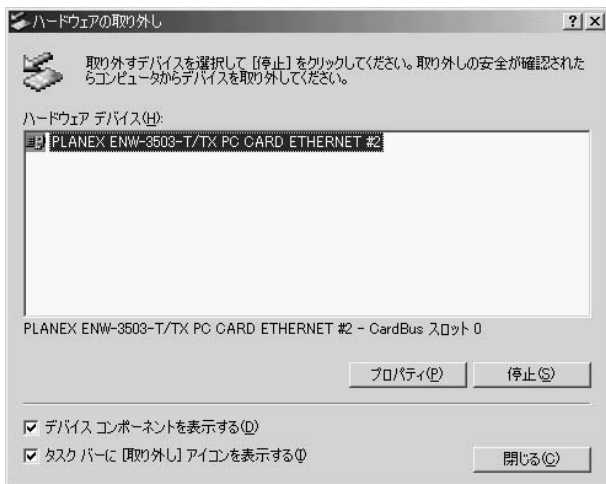 ハードウェアの取り外し
取り外すデバイスを選択して [停止] をクリックしてください。取り外しの安全が確認された
らコンピュータからデバイスを取り外してください。
ハードウェア デバイス(H):
PLANEX ENW-3503-T/TX PC CARD ETHERNET #2
PLANEX ENW-3503-T/TX PC CARD ETHERNET #2 - CardBus スロット 0
プロパティ(P)
停止(S)
デバイス コンポーネントを表示する(D)
タスク バーに [取り外し] アイコンを表示する(I)
閉じる(C)